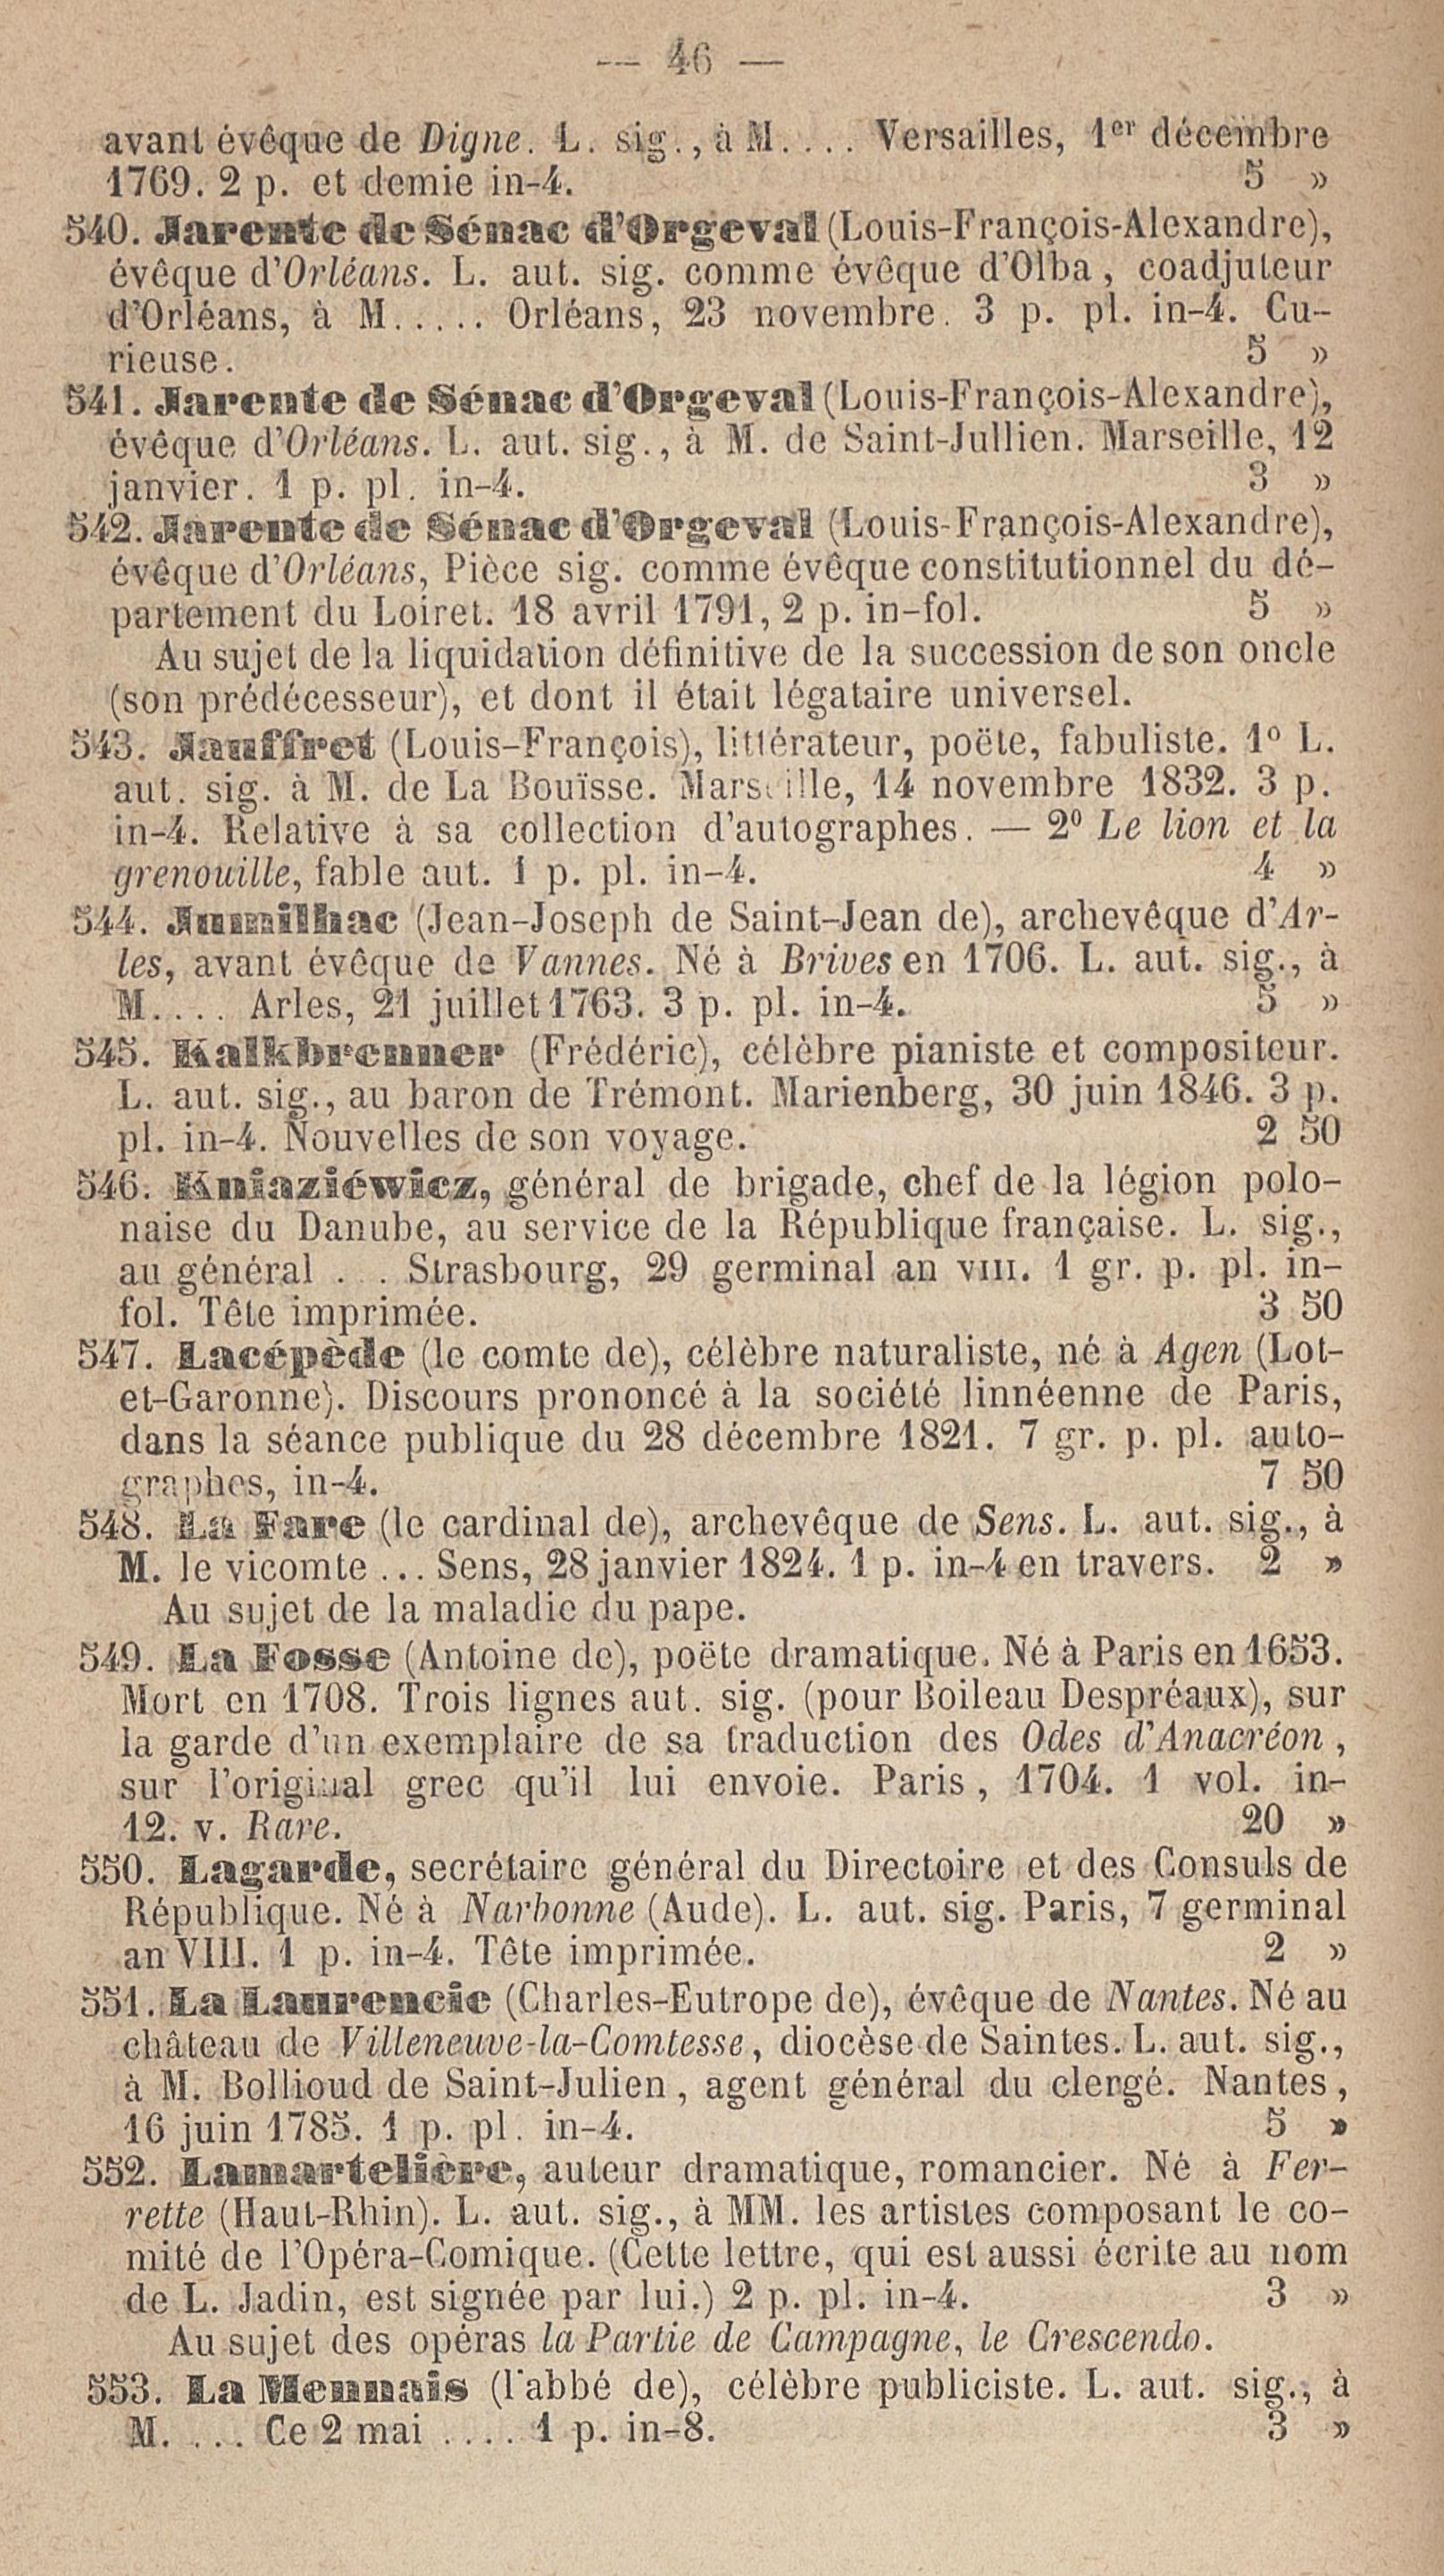 — 46 —
avant évêque de Digne. L. sig., à M.... Versailles, 1er décembre
1769. 2 p. et demie in-4. 5 »
540. Jarente de Sénac d'Orgeval (Louis-François-Alexandre),
évêque d'Orléans. L. aut. sig. comme évêque d'Olba, coadjuteur
d'Orléans, à M..... Orléans, 23 novembre. 3 p. pl. in-4. Cu-
rieuse. 5 »
541. Jarente de Sénac d'Orgeval (Louis-François-Alexandre),
évêque d'Orléans. L. aut. sig., à M. de Saint-Jullien. Marseille, 12
janvier. 1 p. pl. in-4. 3 »
542. Jarente de Sénac d'Orgeval (Louis-François-Alexandre),
évêque d'Orléans, Pièce sig. comme évêque constitutionnel du dé-
partement du Loiret. 18 avril 1791, 2 p. in-fol. 5 »
Au sujet de la liquidation définitive de la succession de son oncle
(son prédécesseur), et dont il était légataire universel.
543. Jauffret (Louis-François), littérateur, poëte, fabuliste. 1º L.
aut. sig. à M. de La Bouïsse. Marseille, 14 novembre 1832. 3 p.
in-4. Relative à sa collection d'autographes. — 2º Le lion et la
grenouille, fable aut. 1 p. pl. in-4. 4 »
544. Jumilhac (Jean-Joseph de Saint-Jean de), archevêque d'Ar-
les, avant évêque de Vannes. Né à Brives en 1706. L. aut. sig., à
M.... Arles, 21 juillet 1763. 3 p. pl. in-4. 5 »
545. Kalkbrenner (Frédéric), célèbre pianiste et compositeur.
L. aut. sig., au baron de Trémont. Marienberg, 30 juin 1846. 3 p.
pl. in-4. Nouvelles de son voyage. 2 50
546. Kniaziéwicz, général de brigade, chef de la légion polo-
naise du Danube, au service de la République française. L. sig.,
au général . . . Strasbourg, 29 germinal an VIII. 1 gr. p. pl. in-
fol. Tête imprimée. 3 50
547. Lacépède (le comte de), célèbre naturaliste, né à Agen (Lot-
et-Garonne). Discours prononcé à la société linnéenne de Paris,
dans la séance publique du 28 décembre 1821. 7 gr. p. pl. auto-
graphes, in-4. 7 50
548. La Fare (le cardinal de), archevêque de Sens. L. aut. sig., à
M. le vicomte ... Sens, 28 janvier 1824. 1 p. in-4 en travers. 2 »
Au sujet de la maladie du pape.
549. La Fosse (Antoine de), poëte dramatique. Né à Paris en 1653.
Mort en 1708. Trois lignes aut. sig. (pour Boileau Despréaux), sur
la garde d'un exemplaire de sa traduction des Odes d'Anacréon,
sur l'original grec qu'il lui envoie. Paris, 1704. 1 vol. in-
12. v. Rare. 20 »
550. Lagarde, secrétaire général du Directoire et des Consuls de
République. Né à Narbonne (Aude). L. aut. sig. Paris, 7 germinal
an VIII. 1 p. in-4. Tête imprimée. 2 »
551. La Laurencie (Charles-Eutrope de), évêque de Nantes. Né au
château de Villeneuve-la-Comtesse, diocèse de Saintes. L. aut. sig.,
à M. Bollioud de Saint-Julien, agent général du clergé. Nantes,
16 juin 1785. 1 p. pl. in-4. 5 »
552. Lamartelière, auteur dramatique, romancier. Né à Fer-
rette (Haut-Rhin). L. aut. sig., à MM. les artistes composant le co-
mité de l'Opéra-Comique. (Cette lettre, qui est aussi écrite au nom
de L. Jadin, est signée par lui.) 2 p. pl. in-4. 3 »
Au sujet des opéras la Partie de Campagne, le Crescendo.
553. La Mennais (l'abbé de), célèbre publiciste. L. aut. sig., à
M. ... Ce 2 mai .... 1 p. in-8. 3 »